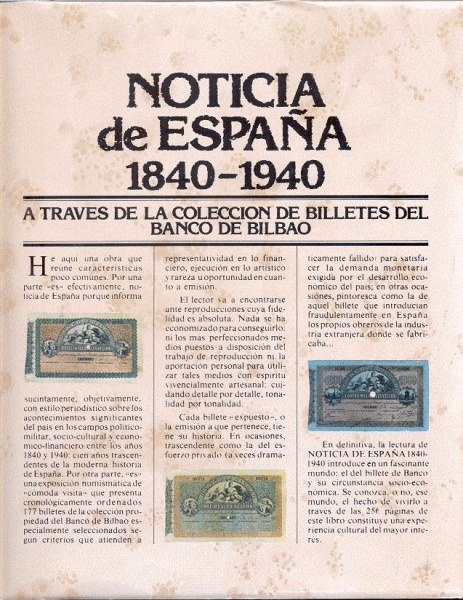 NOTICIA
de ESPAÑA
1840-1940
A TRAVES DE LA COLECCION DE BILLETES DEL
BANCO DE BILBAO
He aquí una obra que
reúne características
poco comunes. Por una
parte «es» efectivamente, no-
ticia de España porque informa
sucintamente, objetivamente,
con estilo periodístico sobre los
acontecimientos significantes
del país en los campos político-
militar, socio-cultural y econó-
mico-financiero entre los años
1840 y 1940: cien años trascen-
dentes de la moderna historia
de España. Por otra parte, «es»
una exposición numismática de
«cómoda visita» que presenta
cronológicamente ordenados
177 billetes de la colección pro-
piedad del Banco de Bilbao es-
pecialmente seleccionados se-
gún criterios que atienden a
representatividad en lo finan-
ciero, ejecución en lo artístico
y rareza u oportunidad en cuan-
to a emisión.
El lector va a encontrarse
ante reproducciones cuya fide-
lidad es absoluta. Nada se ha
economizado para conseguirlo:
ni los mas perfeccionados me-
dios puestos a disposición del
trabajo de reproducción ni la
aportación personal para utili-
zar tales medios con espíritu
vivencialmente artesanal: cui-
dando detalle por detalle, tona-
lidad por tonalidad.
Cada billete «expuesto», o
la emisión a que pertenece, tie-
ne su historia. En ocasiones,
trascendente como la del es-
fuerzo privado (a veces drama-
ticamente fallido) para satisfa-
cer la demanda monetaria
exigida por el desarrollo econó-
mico del país; en otras oca-
siones, pintoresca como la de
aquel billete que introducían
fraudulentamente en España
los propios obreros de la indus-
tria extranjera donde se fabri-
caba...
En definitiva, la lectura de
NOTICIA DE ESPAÑA 1840-
1940 introduce en un fascinante
mundo: el del billete de Banco
y su circunstancia socio-eco-
nómica. Se conozca, o no, ese
mundo, el hecho de vivirlo a
través de las páginas de
este libro constituye una expe-
riencia cultural del mayor inte-
rés.